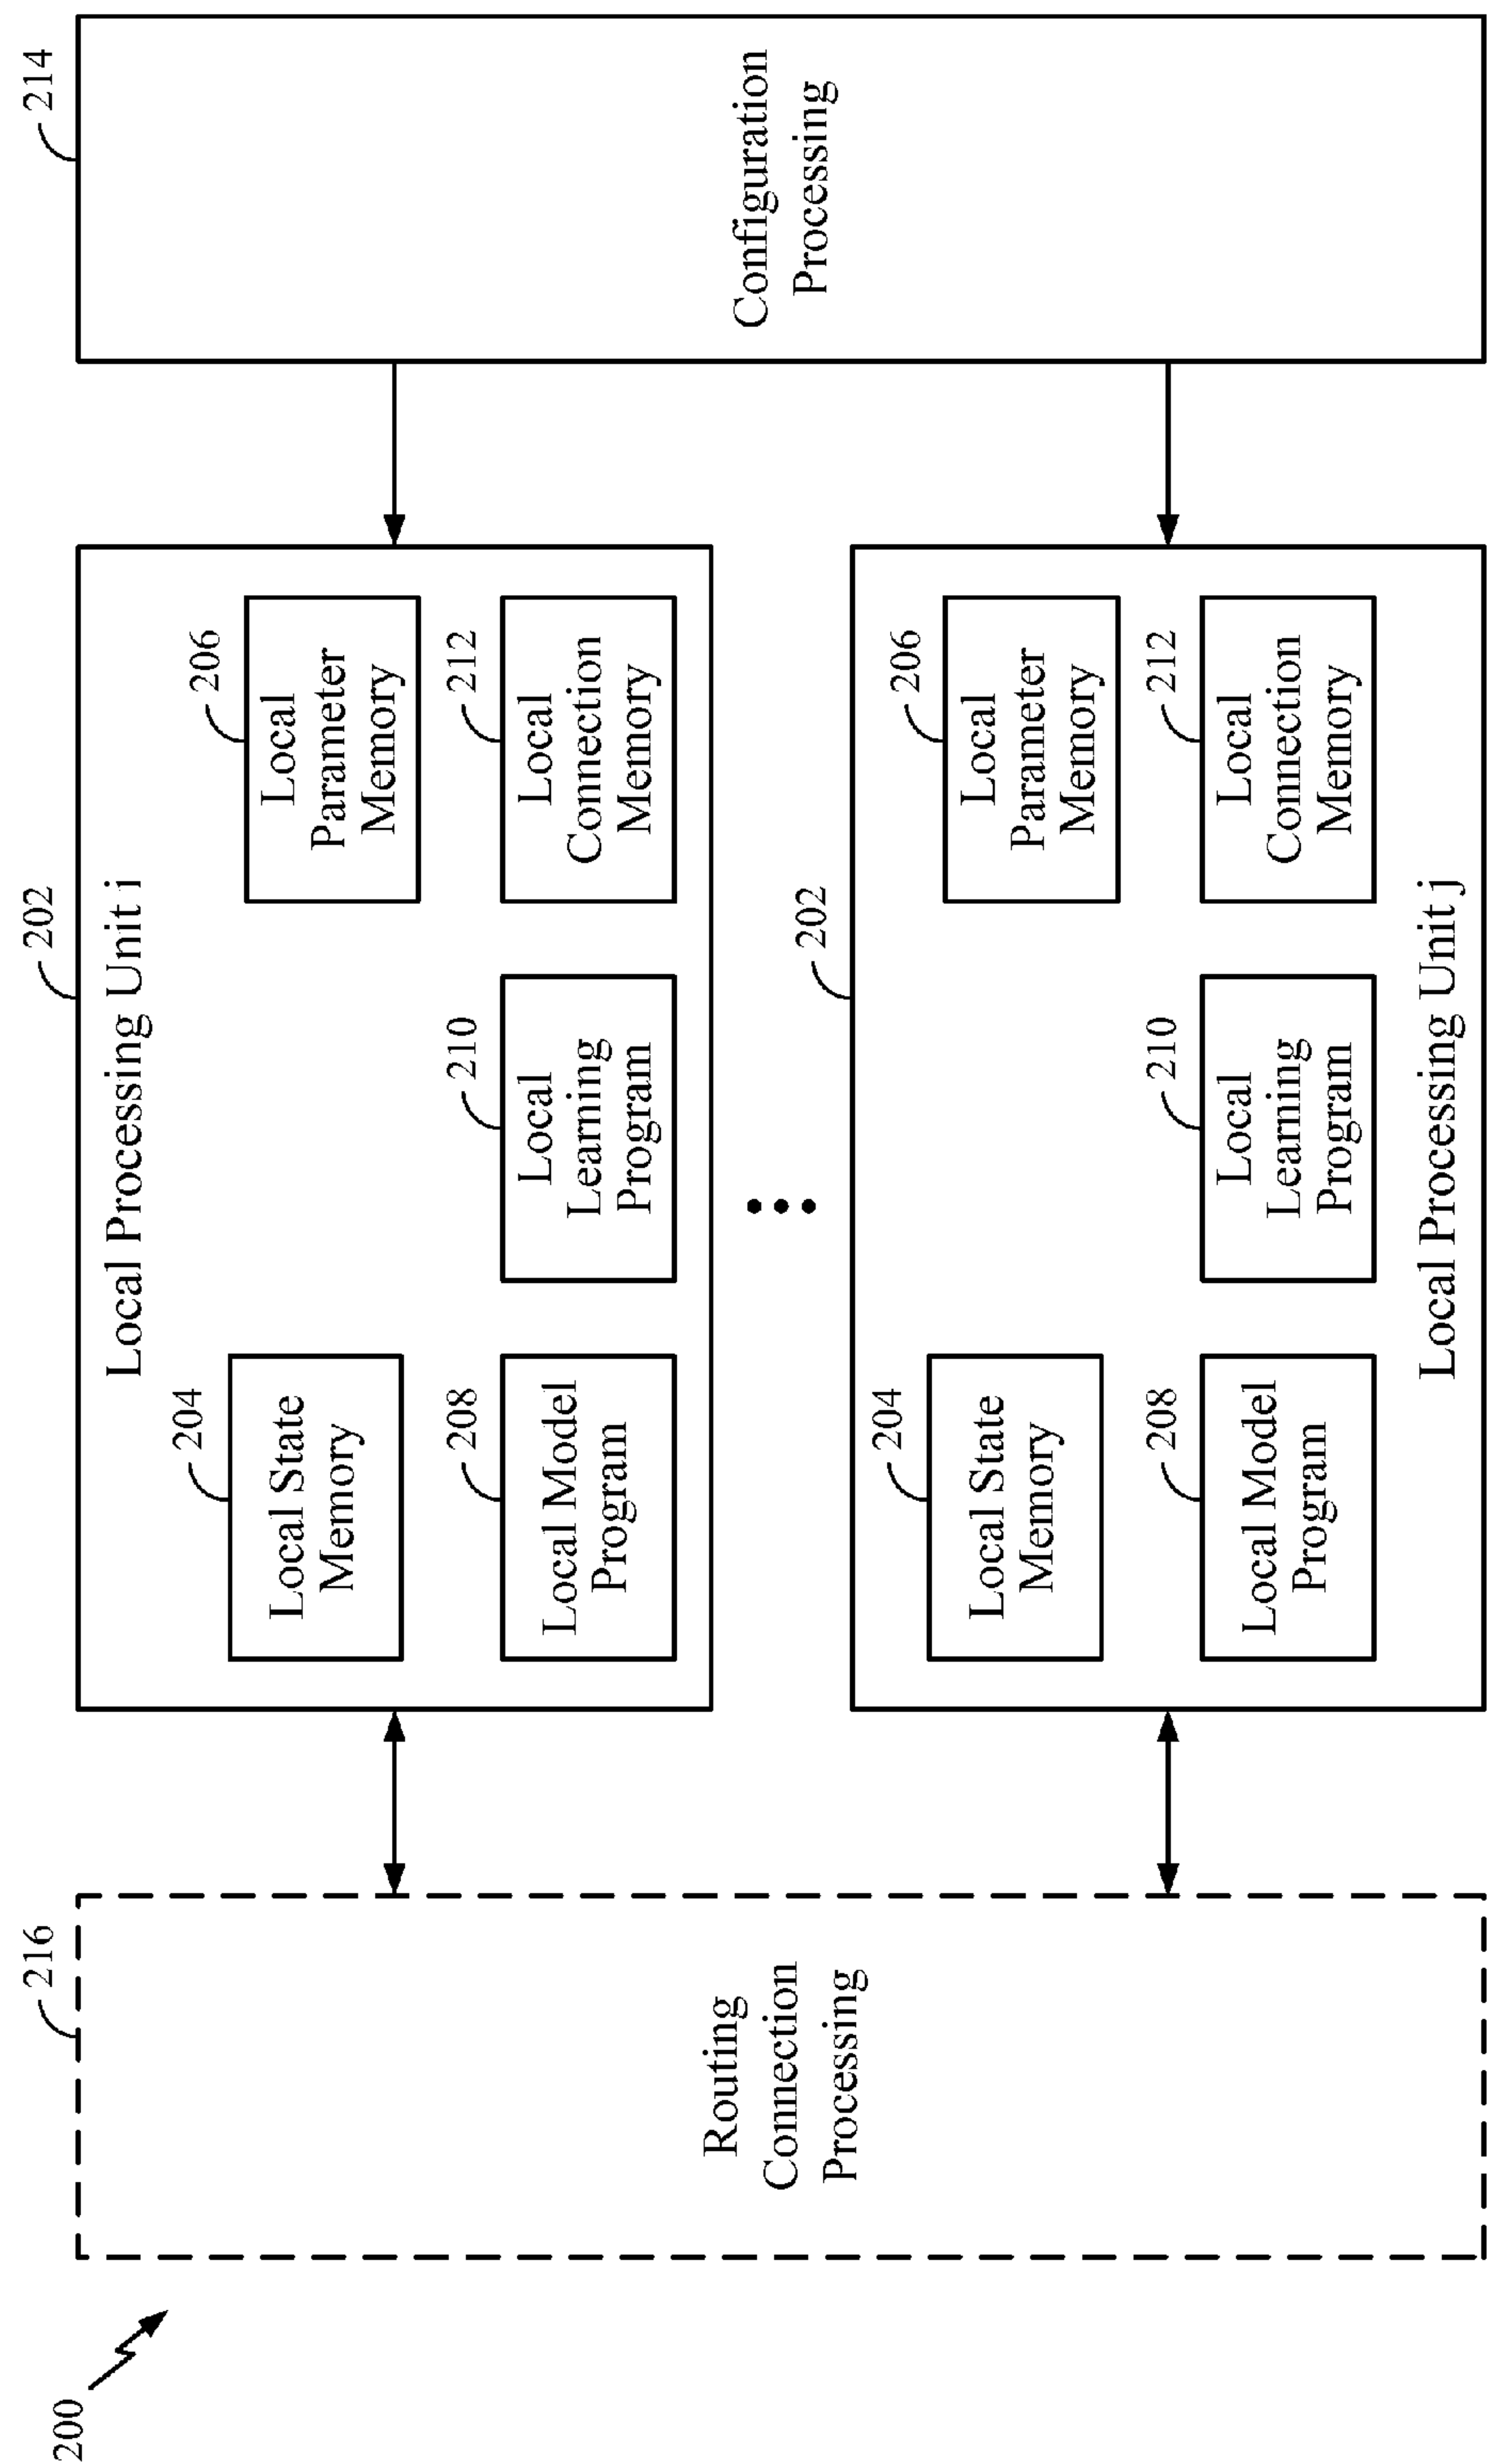 200
216
Routing
Connection
Processing
202
Local Processing Unit i
204
Local State
Memory
206
Local
Parameter
Memory
208
Local Model
Program
210
Local
Learning
Program
212
Local
Connection
Memory
202
204
Local State
Memory
206
Local
Parameter
Memory
208
Local Model
Program
210
Local
Learning
Program
212
Local
Connection
Memory
Local Processing Unit j
214
Configuration
Processing